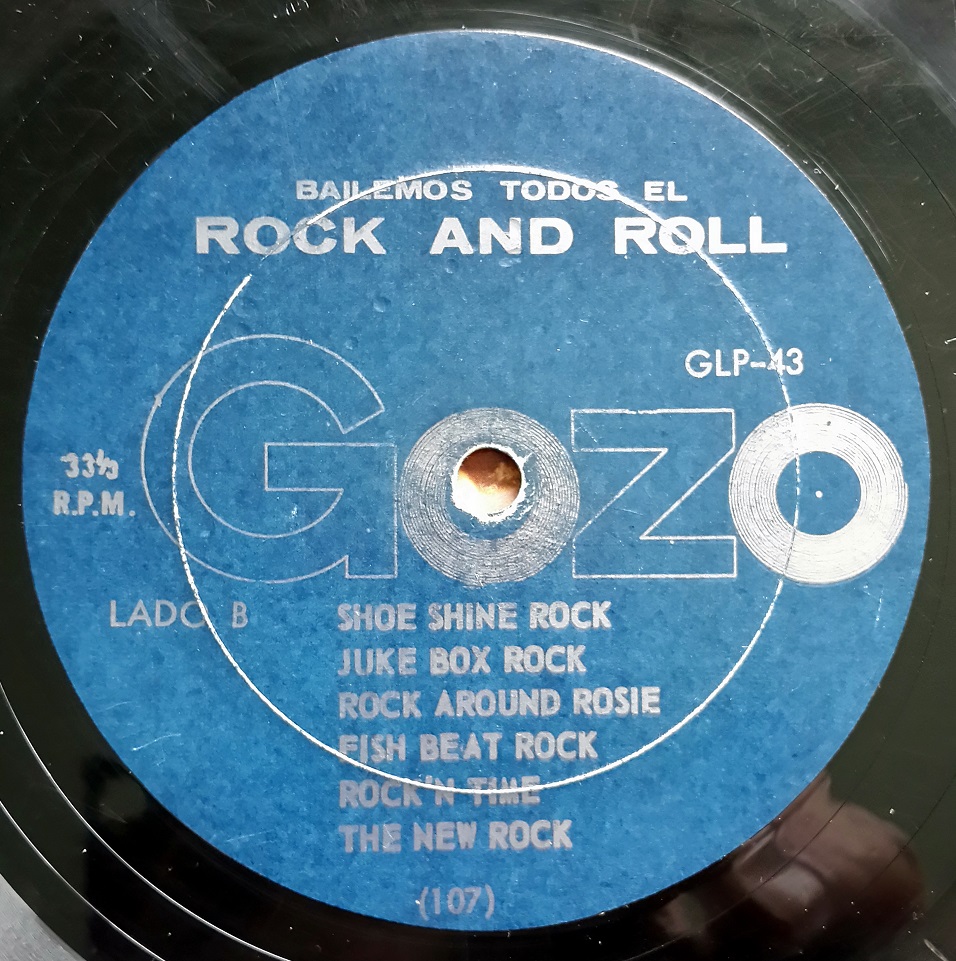 BAILEMOS TODOS EL
ROCK AND ROLL
GLP-43
Gozo
33⅓
R.P.M.
LADO B
SHOE SHINE ROCK
JUKE BOX ROCK
ROCK AROUND ROSIE
FISH BEAT ROCK
ROCK'N TIME
THE NEW ROCK
(107)